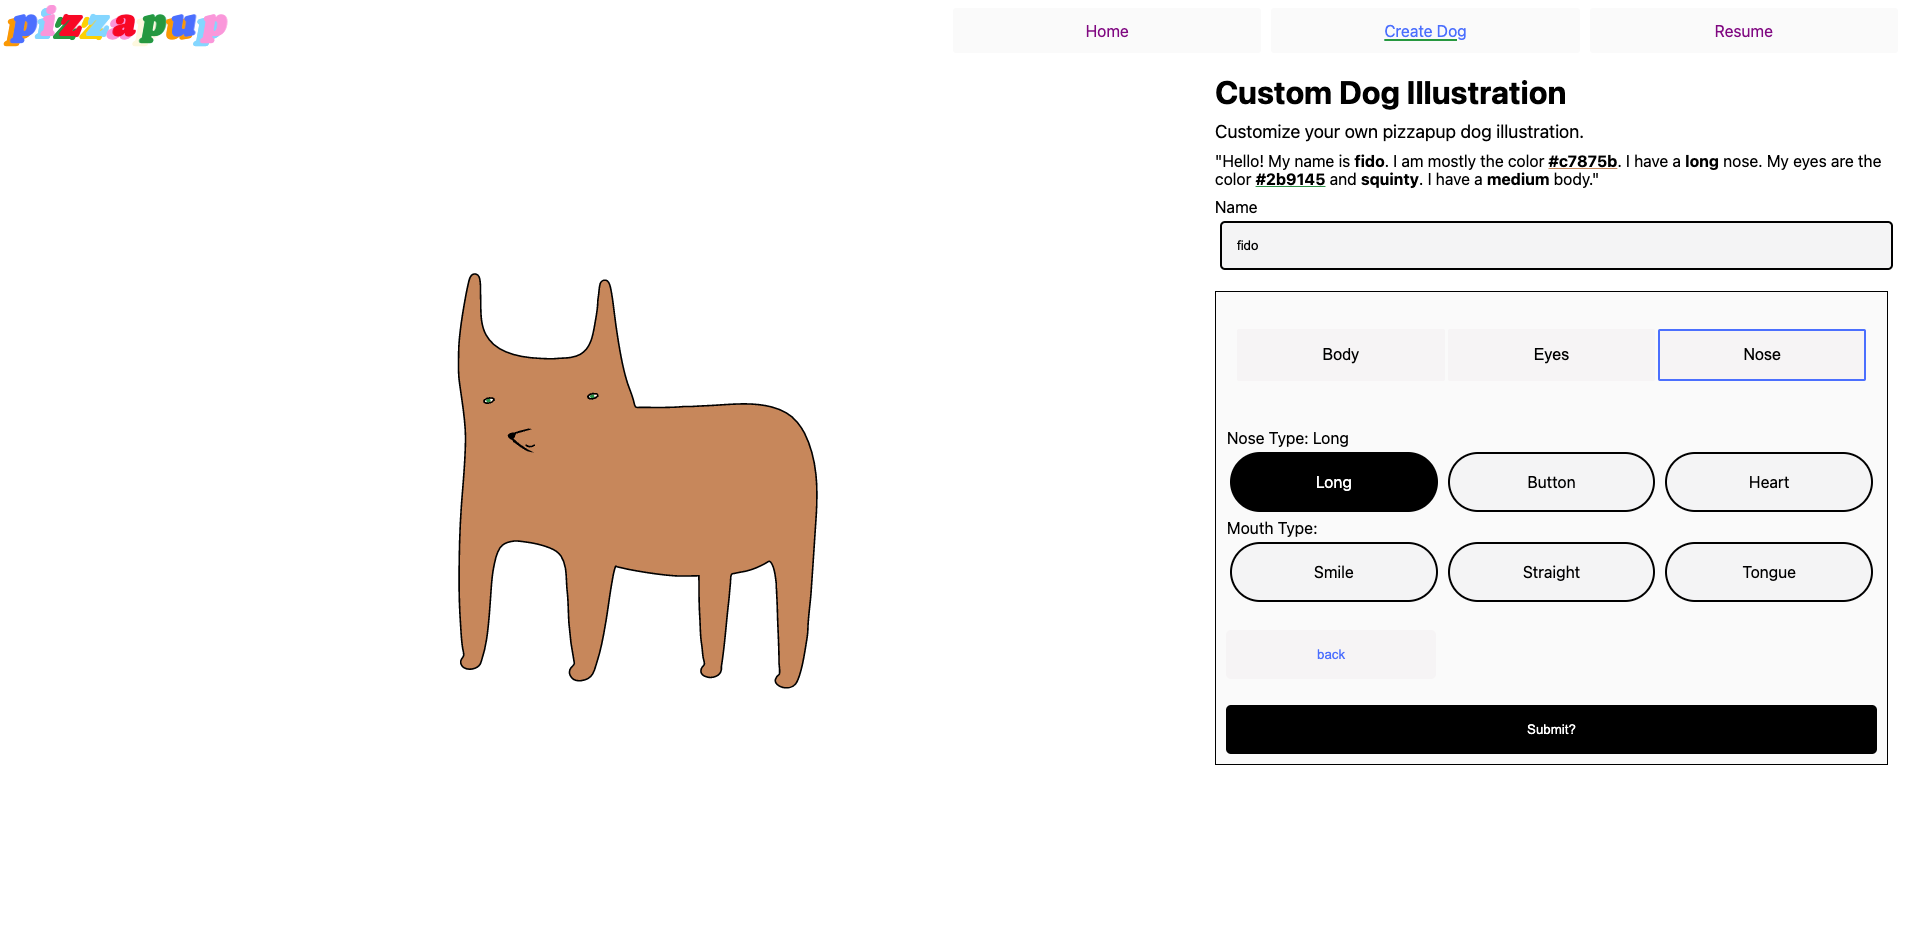 pizzapup
Home
Create Dog
Resume
Custom Dog Illustration
Customize your own pizzapup dog illustration.
"Hello! My name is fido. I am mostly the color #c7875b. I have a long nose. My eyes are the
color #2b9145 and squinty. I have a medium body."
Name
fido
Body
Eyes
Nose
Nose Type: Long
Long
Button
Heart
Mouth Type:
Smile
Straight
Tongue
back
Submit?